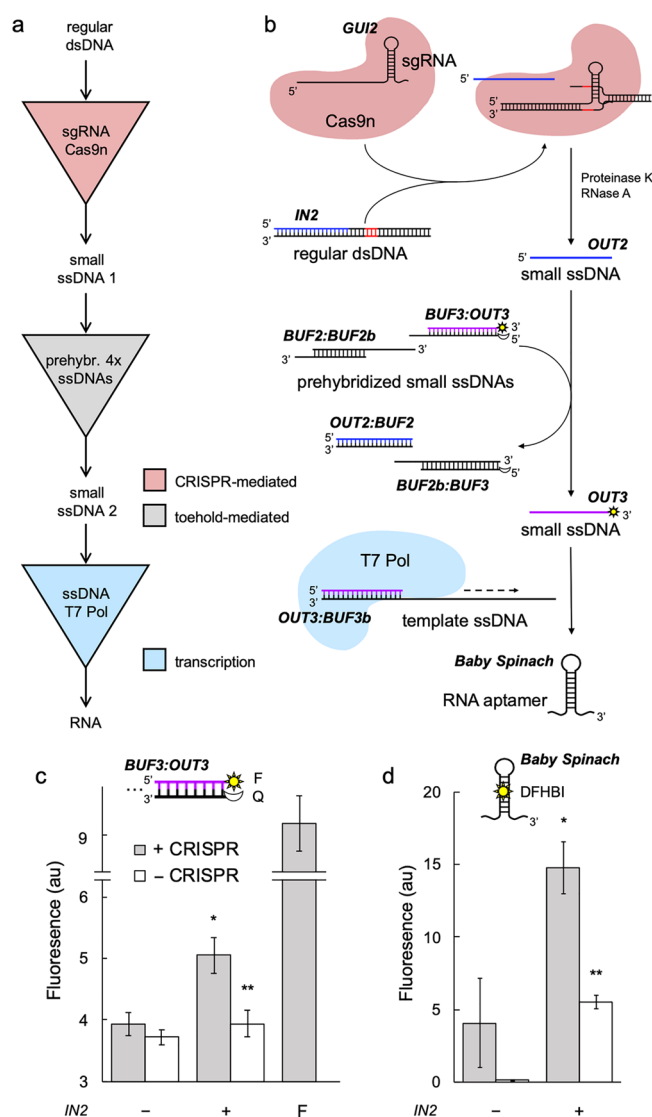 a
regular
dsDNA
sgRNA
Cas9n
small
ssDNA 1
prehybr. 4x
ssDNAs
small
ssDNA 2
CRISPR-mediated
toehold-mediated
ssDNA
T7 Pol
transcription
RNA
b
GUI2
sgRNA
5'
Cas9n
5'
5'
3'
Proteinase K
RNase A
IN2
5'
3'
regular dsDNA
OUT2
5'
small ssDNA
BUF3:OUT3
3'
5'
BUF2:BUF2b
3'
3'
prehybridized small ssDNAs
OUT2:BUF2
5'
3'
3'
5'
BUF2b:BUF3
OUT3
3'
small ssDNA
T7 Pol
5'
3'
OUT3:BUF3b
template ssDNA
Baby Spinach
RNA aptamer
3'
c
BUF3:OUT3
5'
3'
F
Q
+ CRISPR
− CRISPR
Fluoresence (au)
9
6
5
4
3
*
**
IN2
−
+
F
d
Baby Spinach
DFHBI
3'
Fluoresence (au)
20
15
10
5
0
*
**
IN2
−
+